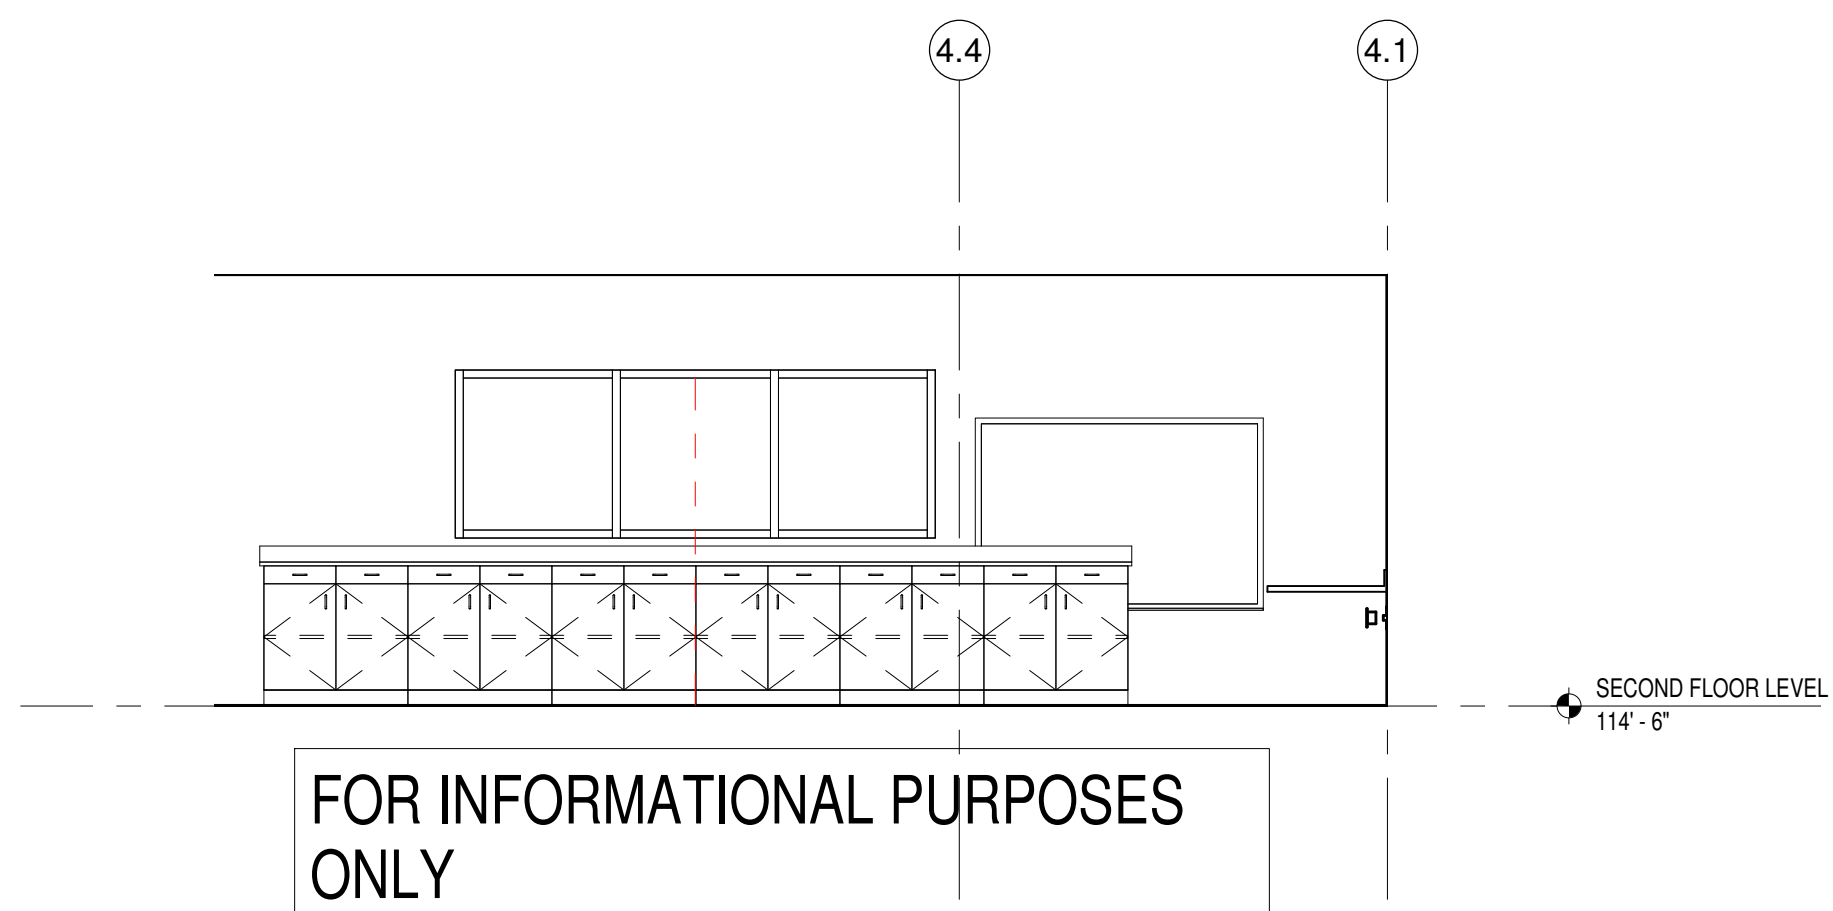 4.4
4.1
SECOND FLOOR LEVEL
114' - 6"
FOR INFORMATIONAL PURPOSES
ONLY